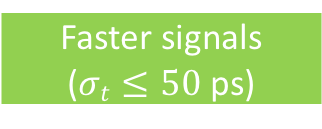 Faster signals
(σₜ ≤ 50 ps)